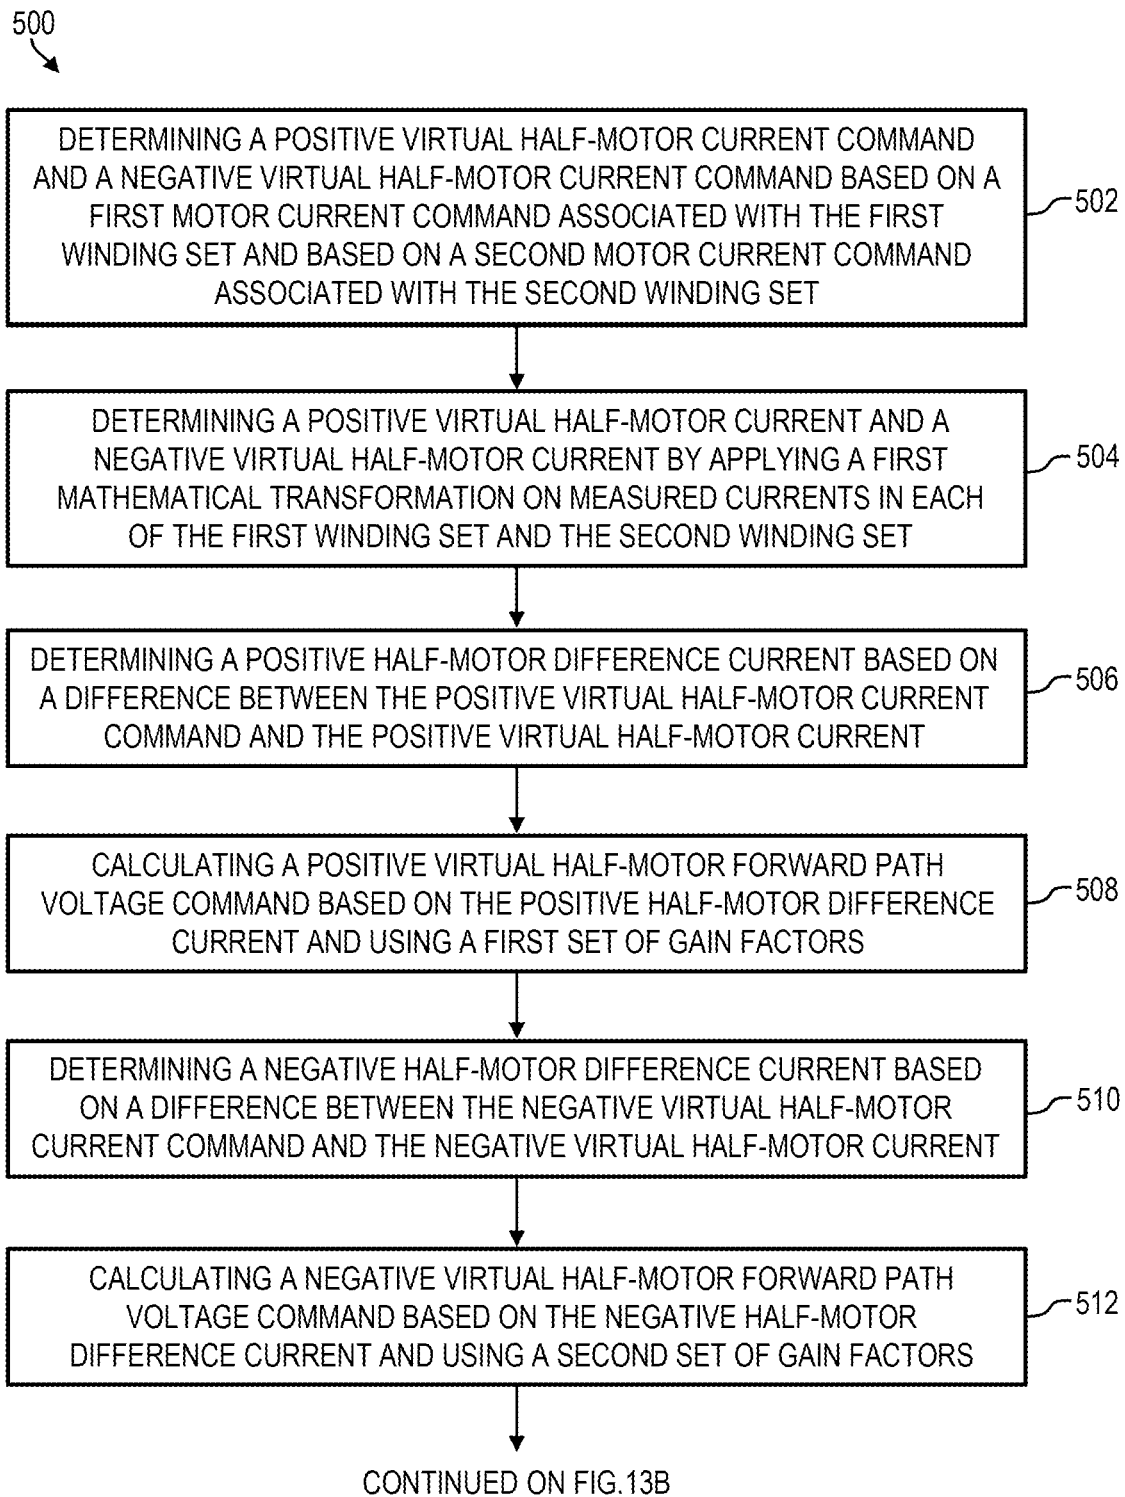 500
DETERMINING A POSITIVE VIRTUAL HALF-MOTOR CURRENT COMMAND
AND A NEGATIVE VIRTUAL HALF-MOTOR CURRENT COMMAND BASED ON A
FIRST MOTOR CURRENT COMMAND ASSOCIATED WITH THE FIRST
WINDING SET AND BASED ON A SECOND MOTOR CURRENT COMMAND
ASSOCIATED WITH THE SECOND WINDING SET
502
DETERMINING A POSITIVE VIRTUAL HALF-MOTOR CURRENT AND A
NEGATIVE VIRTUAL HALF-MOTOR CURRENT BY APPLYING A FIRST
MATHEMATICAL TRANSFORMATION ON MEASURED CURRENTS IN EACH
OF THE FIRST WINDING SET AND THE SECOND WINDING SET
504
DETERMINING A POSITIVE HALF-MOTOR DIFFERENCE CURRENT BASED ON
A DIFFERENCE BETWEEN THE POSITIVE VIRTUAL HALF-MOTOR CURRENT
COMMAND AND THE POSITIVE VIRTUAL HALF-MOTOR CURRENT
506
CALCULATING A POSITIVE VIRTUAL HALF-MOTOR FORWARD PATH
VOLTAGE COMMAND BASED ON THE POSITIVE HALF-MOTOR DIFFERENCE
CURRENT AND USING A FIRST SET OF GAIN FACTORS
508
DETERMINING A NEGATIVE HALF-MOTOR DIFFERENCE CURRENT BASED
ON A DIFFERENCE BETWEEN THE NEGATIVE VIRTUAL HALF-MOTOR
CURRENT COMMAND AND THE NEGATIVE VIRTUAL HALF-MOTOR CURRENT
510
CALCULATING A NEGATIVE VIRTUAL HALF-MOTOR FORWARD PATH
VOLTAGE COMMAND BASED ON THE NEGATIVE HALF-MOTOR
DIFFERENCE CURRENT AND USING A SECOND SET OF GAIN FACTORS
512
CONTINUED ON FIG.13B